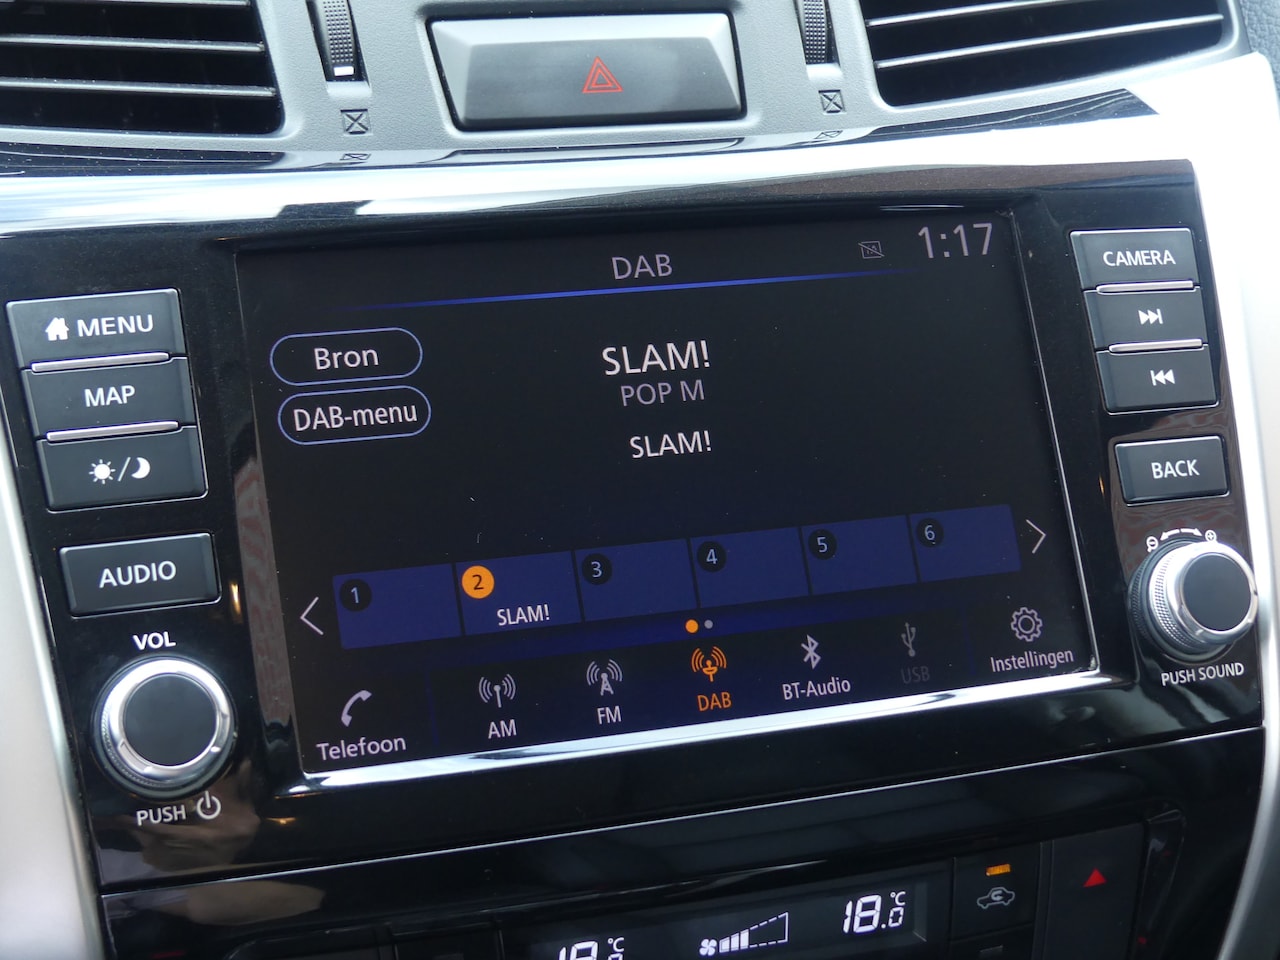 DAB
1:17
MENU
MAP
AUDIO
VOL
PUSH
Bron
DAB-menu
SLAM!
POP M
SLAM!
1
2
SLAM!
3
4
5
6
Telefoon
AM
FM
DAB
BT-Audio
USB
Instellingen
CAMERA
BACK
PUSH SOUND
18.0°C